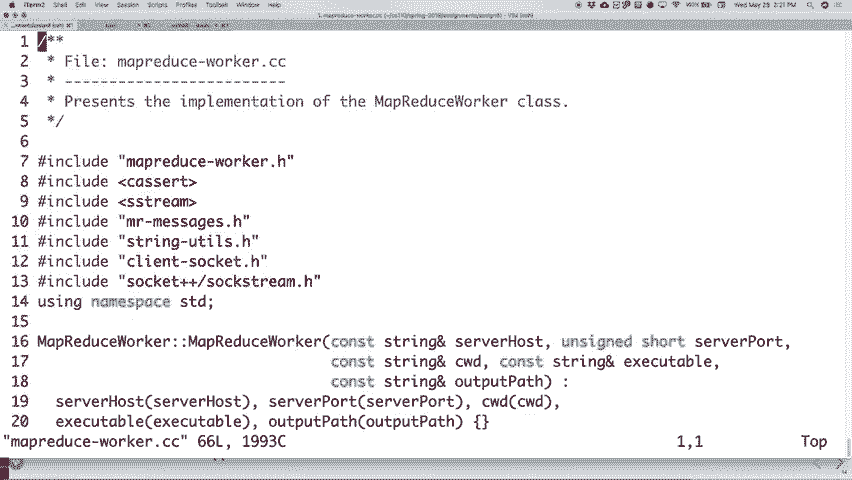 iTerm2 Shell Edit View Session Scripts Profiles Toolbelt Window Help Wed May 29 2:21 PM
1 /**
2  * File: mapreduce-worker.cc
3  * -------------------------
4  * Presents the implementation of the MapReduceWorker class.
5  */
6
7 #include "mapreduce-worker.h"
8 #include <cassert>
9 #include <sstream>
10 #include "mr-messages.h"
11 #include "string-utils.h"
12 #include "client-socket.h"
13 #include "socket++/sockstream.h"
14 using namespace std;
15
16 MapReduceWorker::MapReduceWorker(const string& serverHost, unsigned short serverPort,
17                                  const string& cwd, const string& executable,
18                                  const string& outputPath) :
19   serverHost(serverHost), serverPort(serverPort), cwd(cwd),
20   executable(executable), outputPath(outputPath) {}
"mapreduce-worker.cc" 66L, 1993C 1,1 Top